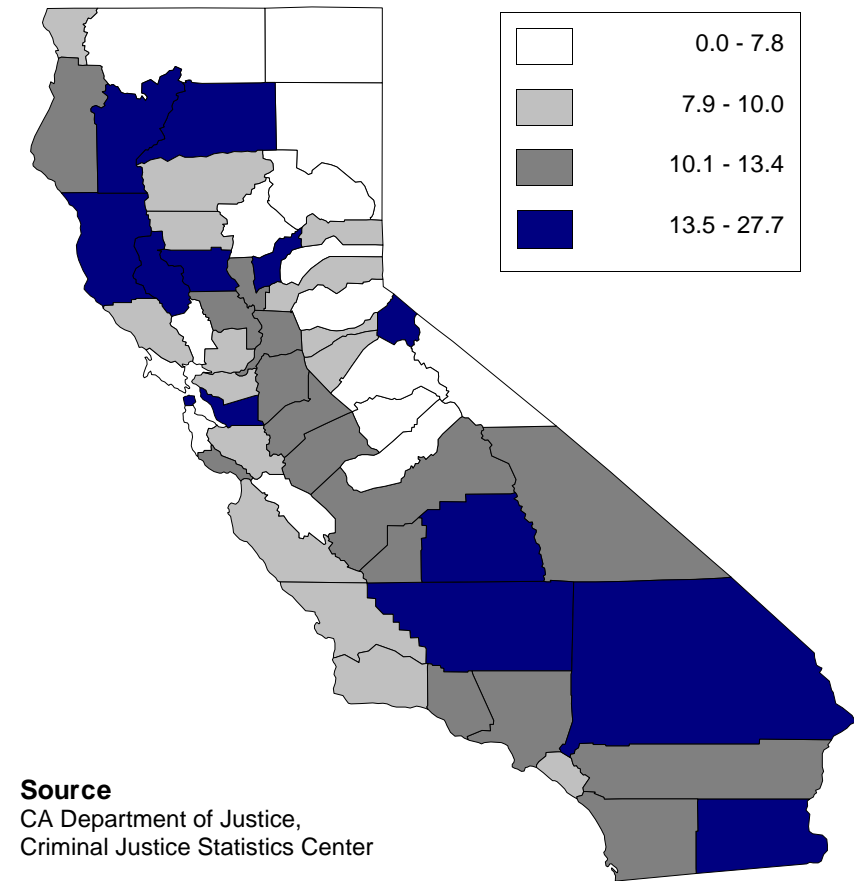 0.0 - 7.8
7.9 - 10.0
10.1 - 13.4
13.5 - 27.7
Source
CA Department of Justice,
Criminal Justice Statistics Center